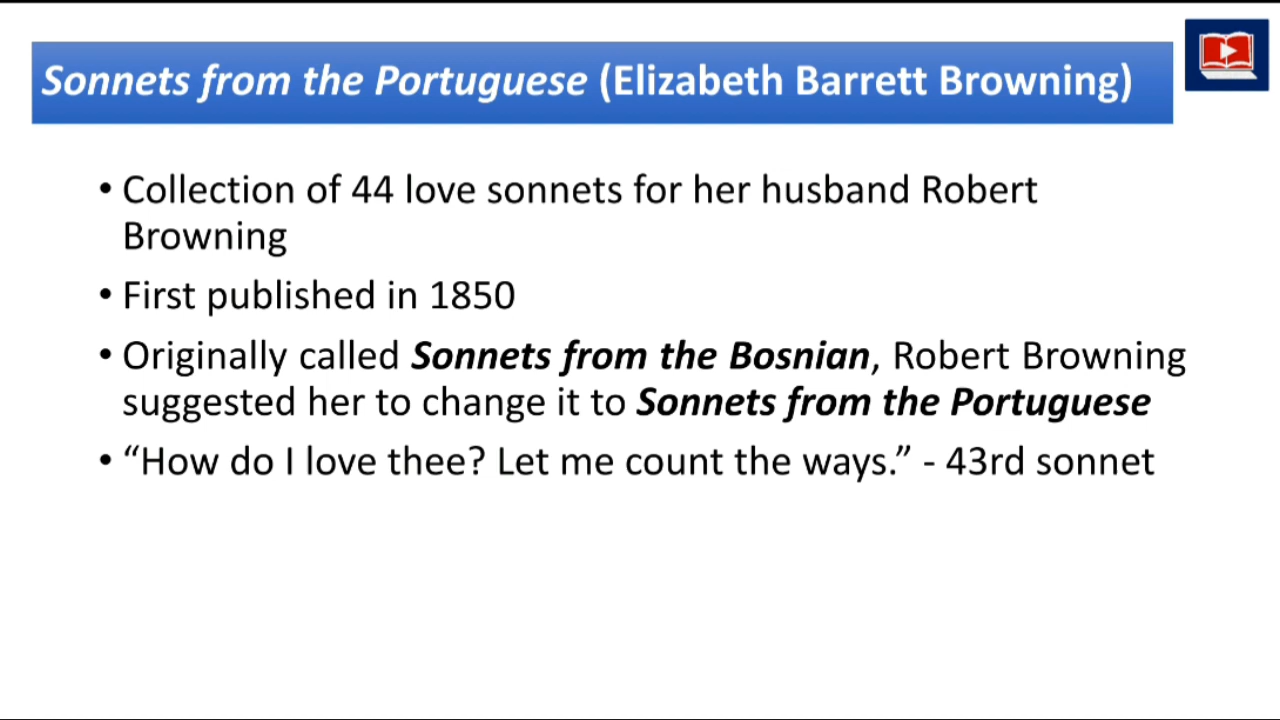 Sonnets from the Portuguese (Elizabeth Barrett Browning)
• Collection of 44 love sonnets for her husband Robert
Browning
• First published in 1850
• Originally called Sonnets from the Bosnian, Robert Browning
suggested her to change it to Sonnets from the Portuguese
• “How do I love thee? Let me count the ways.” - 43rd sonnet